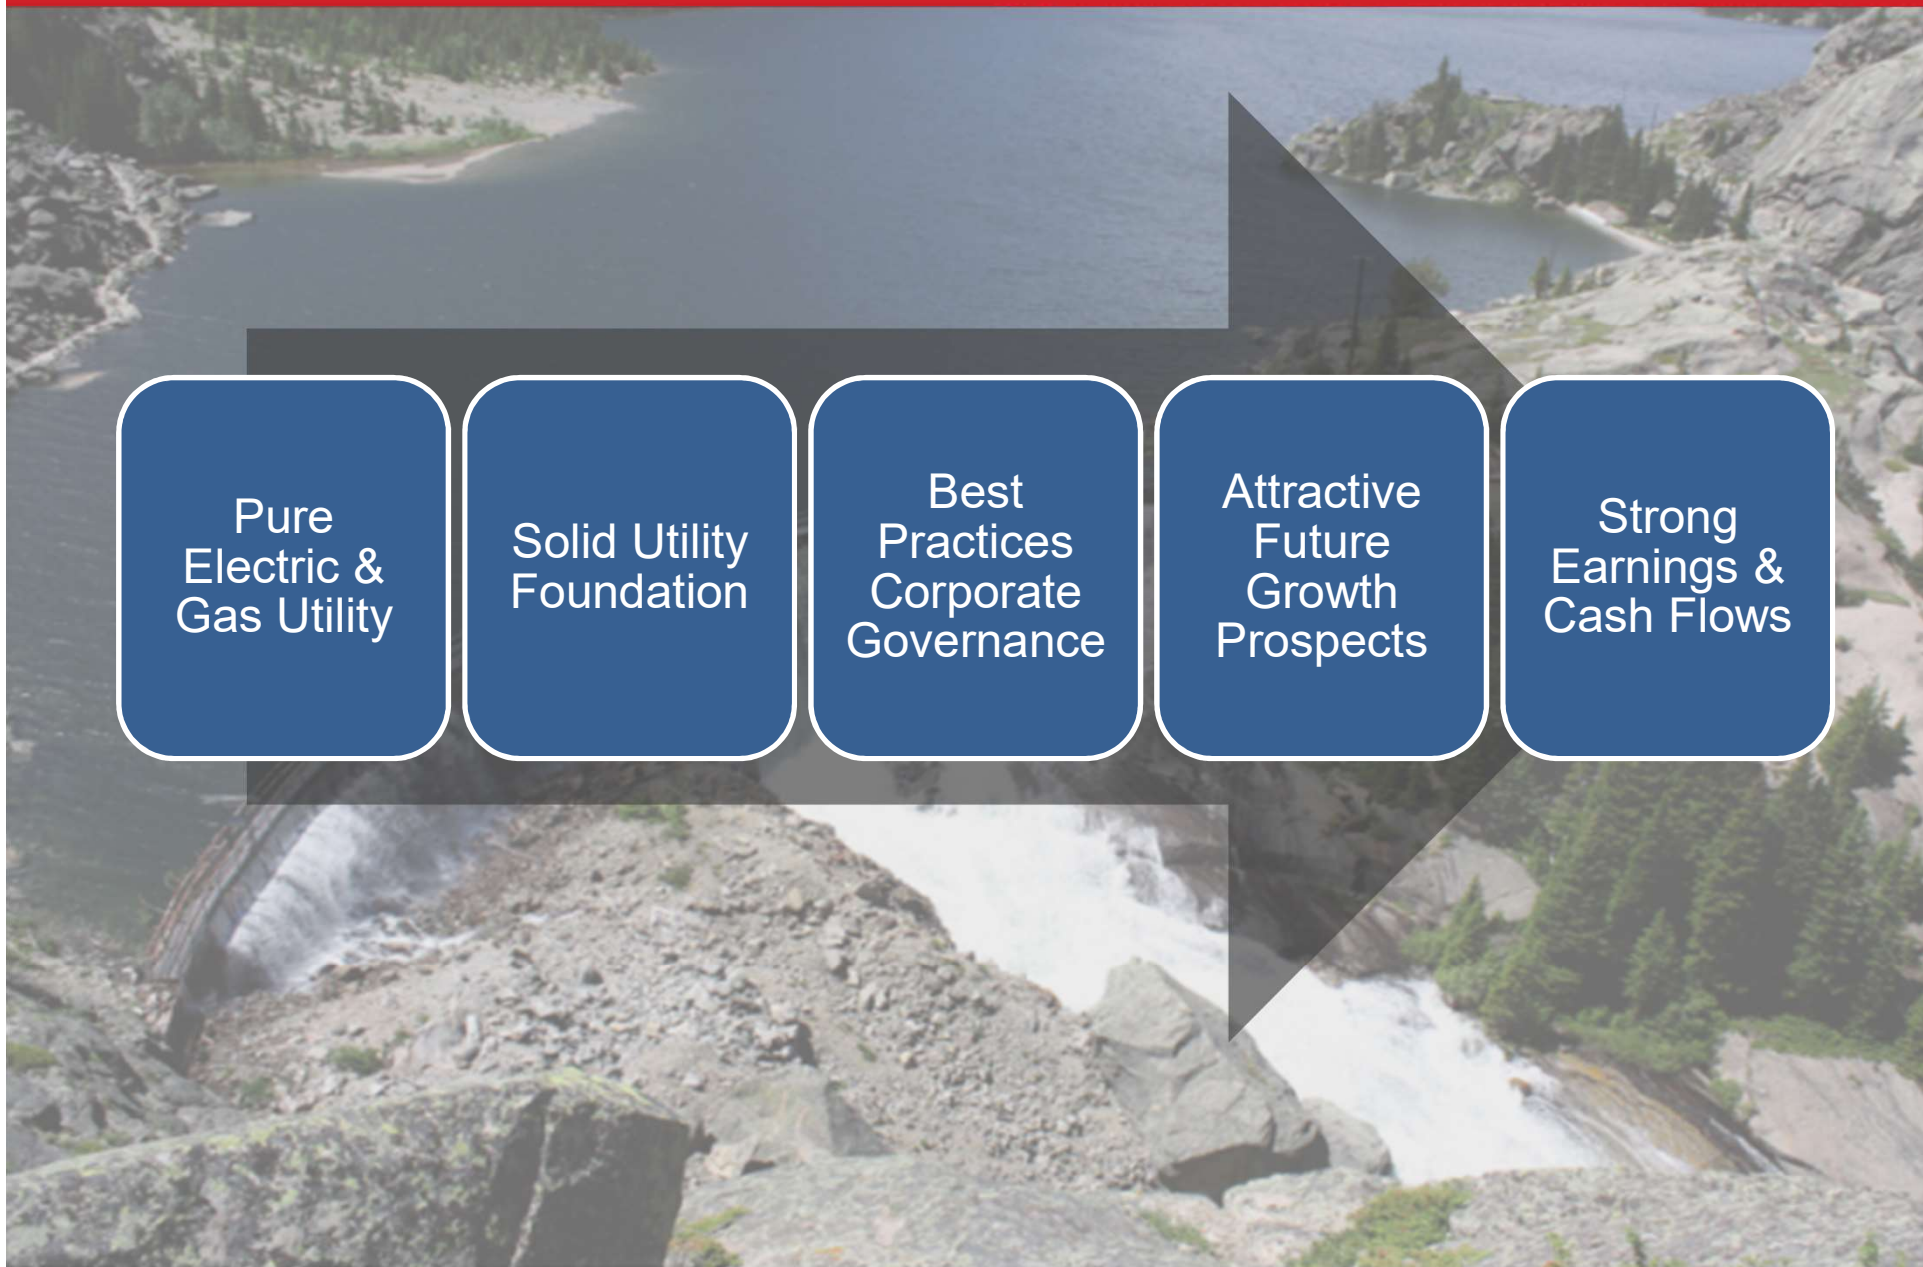 Pure
Electric &
Gas Utility
Solid Utility
Foundation
Best
Practices
Corporate
Governance
Attractive
Future
Growth
Prospects
Strong
Earnings &
Cash Flows